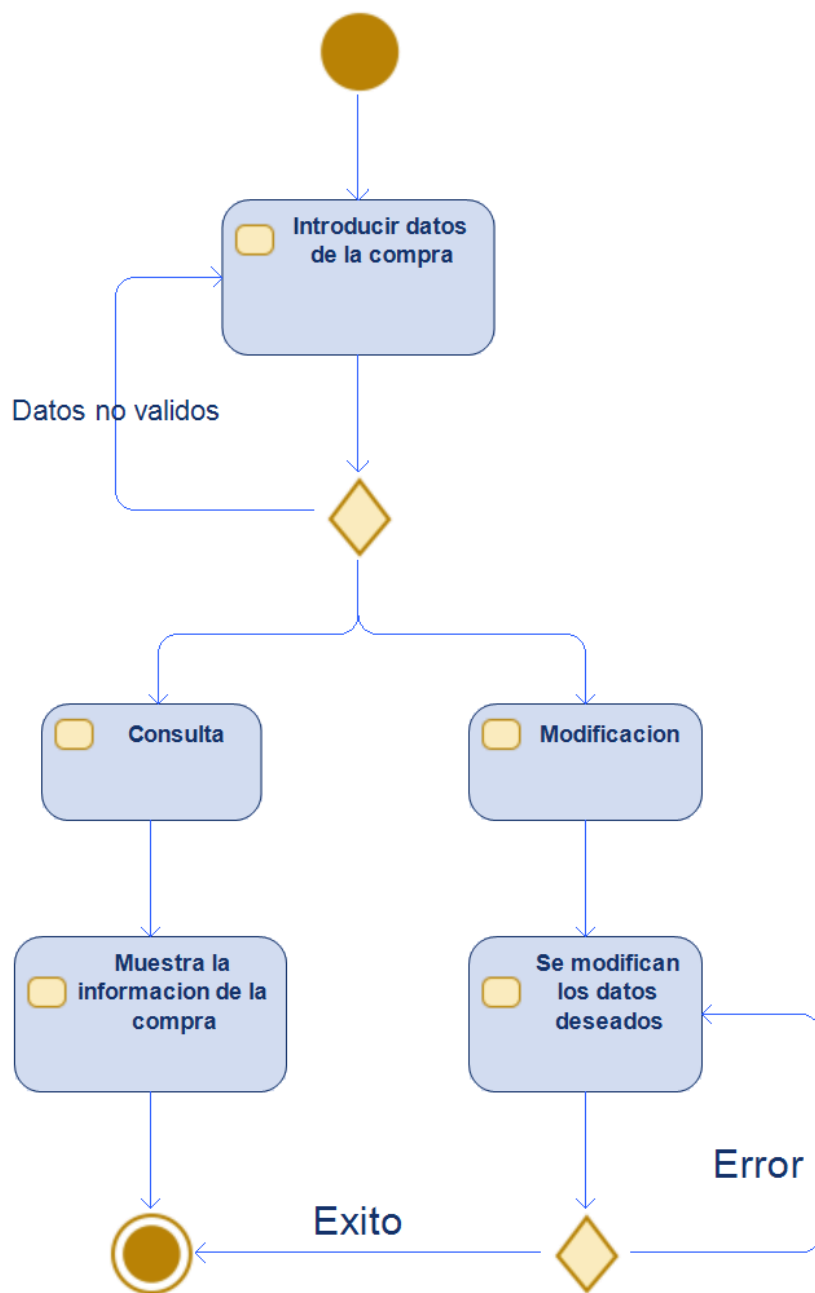 Introducir datos
de la compra
Datos no validos
Consulta
Modificacion
Muestra la
informacion de la
compra
Se modifican
los datos
deseados
Error
Exito